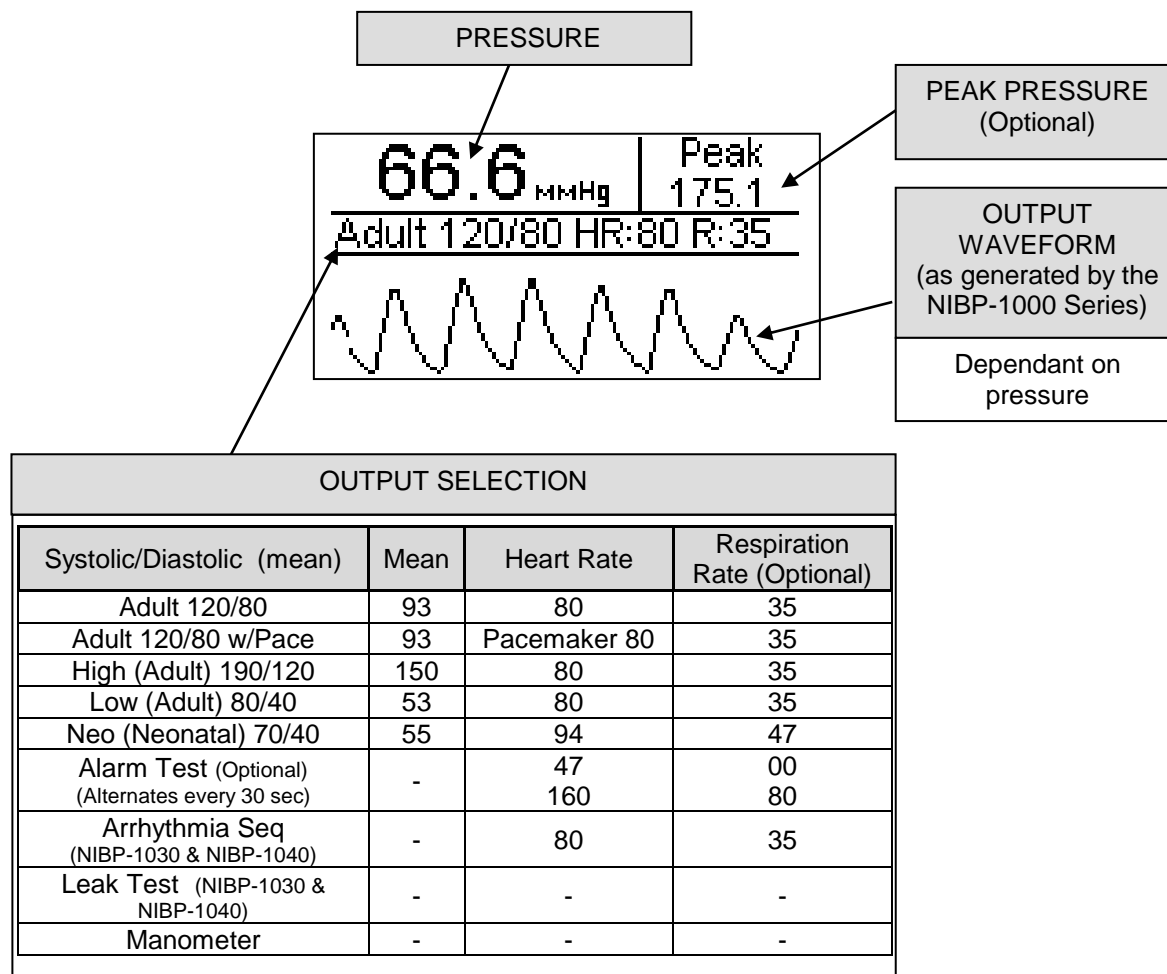 PRESSURE
PEAK PRESSURE
(Optional)
66.6 MMHg
Peak
175.1
Adult 120/80 HR:80 R:35
OUTPUT
WAVEFORM
(as generated by the
NIBP-1000 Series)
Dependant on
pressure
OUTPUT SELECTION
Systolic/Diastolic (mean) Mean Heart Rate Respiration
Rate (Optional)
Adult 120/80 93 80 35
Adult 120/80 w/Pace 93 Pacemaker 80 35
High (Adult) 190/120 150 80 35
Low (Adult) 80/40 53 80 35
Neo (Neonatal) 70/40 55 94 47
Alarm Test (Optional) - 47 00
(Alternates every 30 sec) 160 80
Arrhythmia Seq - 80 35
(NIBP-1030 & NIBP-1040)
Leak Test (NIBP-1030 & - - -
NIBP-1040)
Manometer - - -